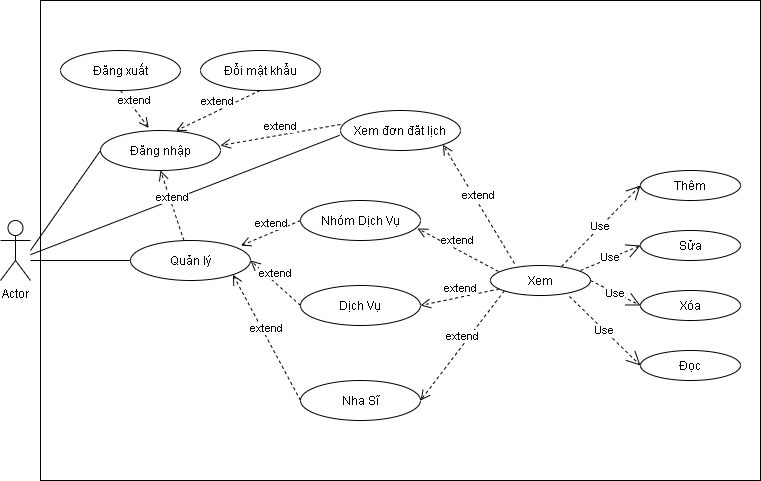 Đăng xuất
Đổi mật khẩu
extend
extend
extend
Xem đơn đặt lịch
Đăng nhập
extend
extend
Thêm
Use
Nhóm Dịch Vụ
extend
extend
Sửa
Use
Quản lý
extend
Xem
extend
Use
Actor
Dịch Vụ
Xóa
extend
extend
Use
Đọc
Nha Sĩ